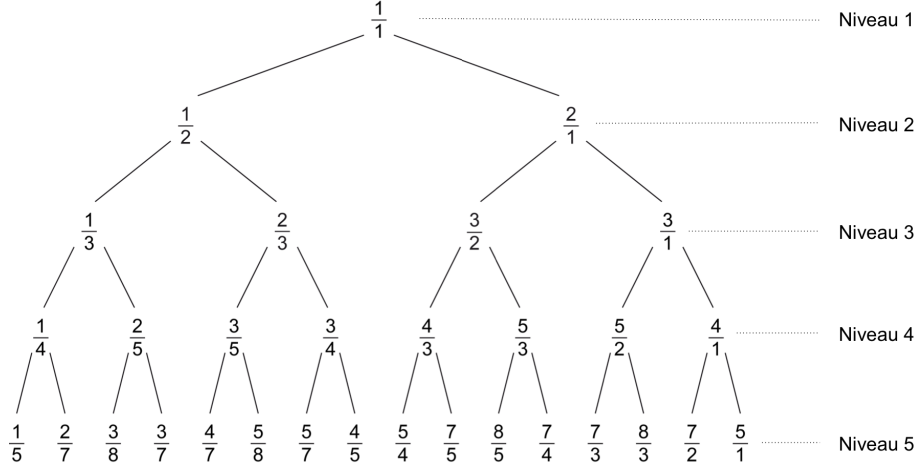 1/1 Niveau 1
1/2 2/1 Niveau 2
1/3 2/3 3/2 3/1 Niveau 3
1/4 2/5 3/5 3/4 4/3 5/3 5/2 4/1 Niveau 4
1/5 2/7 3/8 3/7 4/7 5/8 5/7 4/5 5/4 7/5 8/5 7/4 7/3 8/3 7/2 5/1 Niveau 5